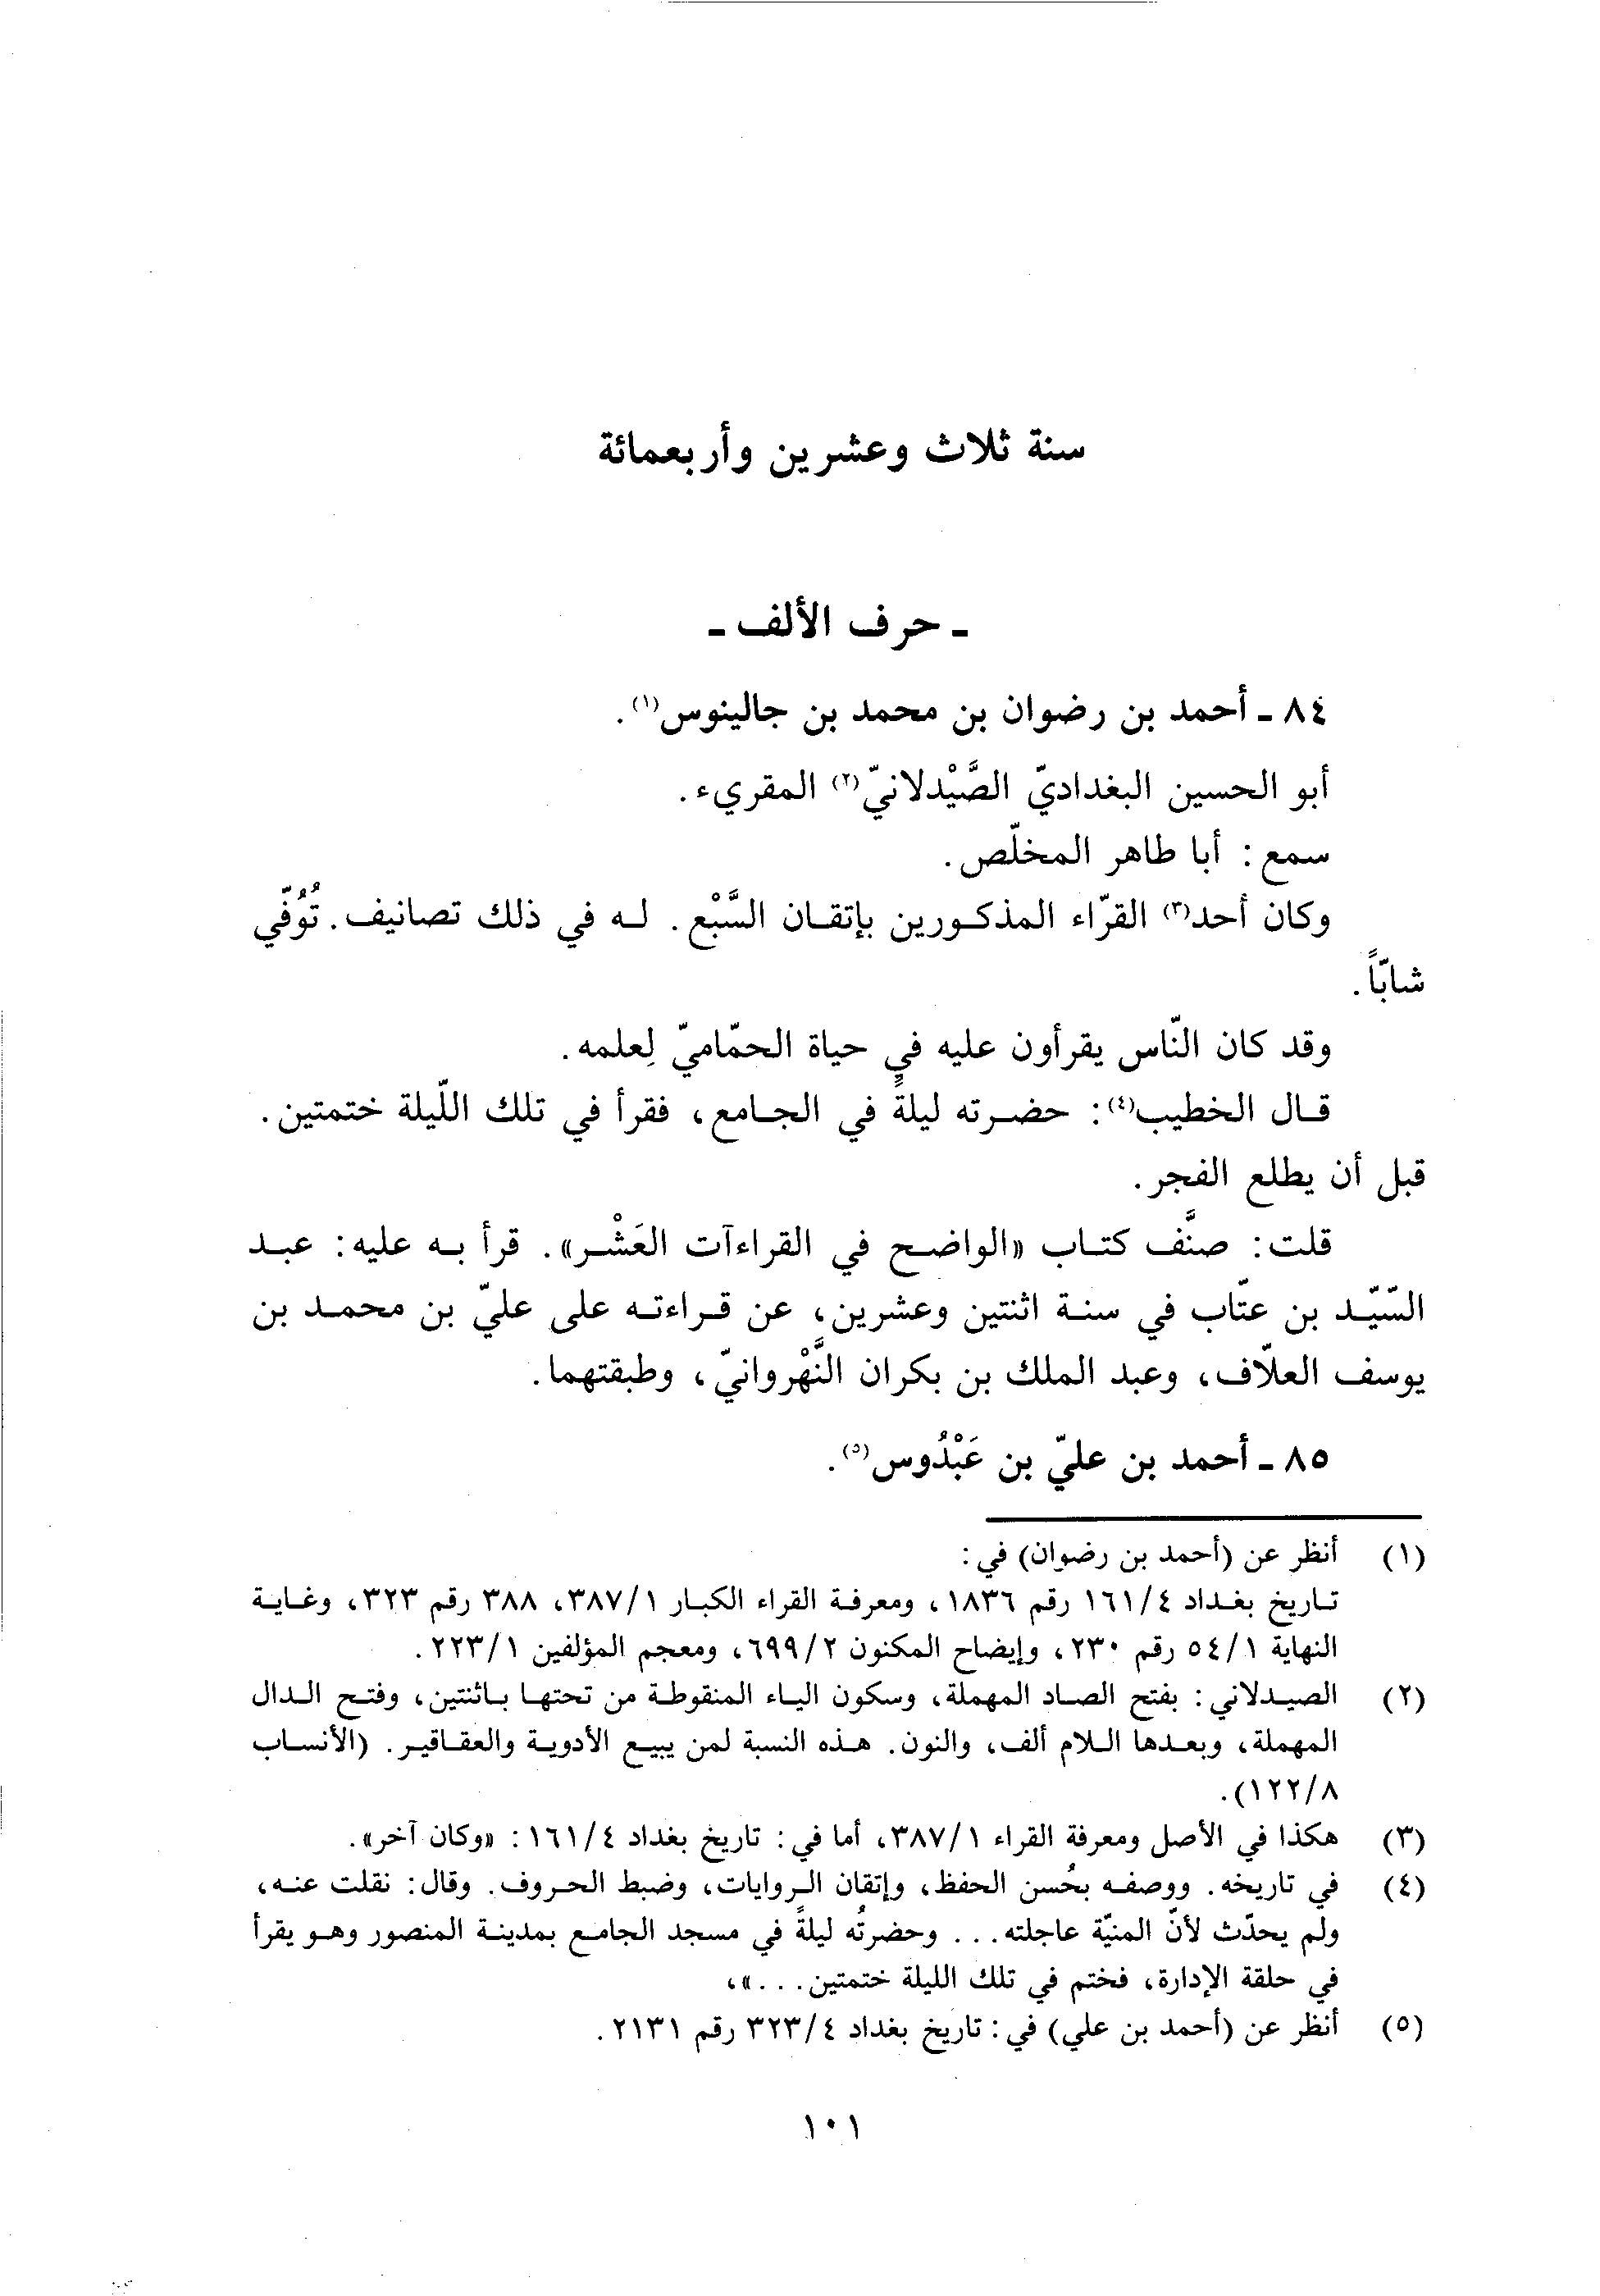 سنة ثلاث وعشرين وأربعمائة
ـ حرف الألف ـ
٨٤ ـ أحمد بن رضوان بن محمد بن جالينوس(١).
أبو الحسين البغداديّ الصَّيْدلانيّ(٢) المقريء.
سمع: أبا طاهر المخلّص.
وكان أحد(٣) القرّاء المذكورين بإتقان السَّبْع. له في ذلك تصانيف. تُوُفّي
شابّاً.
وقد كان النّاس يقرأون عليه في حياة الحمّاميّ لِعلمه.
قال الخطيب(٤): حضرته ليلةً في الجامع، فقرأ في تلك اللّيلة ختمتين.
قبل أن يطلع الفجر.
قلت: صنَّف كتاب «الواضح في القراءآت العَشْر». قرأ به عليه: عبد
السّيّد بن عتّاب في سنة اثنتين وعشرين، عن قراءته على عليّ بن محمد بن
يوسف العلّاف، وعبد الملك بن بكران النَّهْروانيّ، وطبقتهما.
٨٥ ـ أحمد بن عليّ بن عَبْدُوس(٥).
(١) أنظر عن (أحمد بن رضوان) في:
تاريخ بغداد ٤/١٦١ رقم ١٨٣٦، ومعرفة القراء الكبار ١/٣٨٧، ٣٨٨ رقم ٣٢٣، وغاية
النهاية ١/٥٤ رقم ٢٣٠، وإيضاح المكنون ٢/٦٩٩، ومعجم المؤلفين ١/٢٢٣.
(٢) الصيدلاني: بفتح الصاد المهملة، وسكون الياء المنقوطة من تحتها باثنتين، وفتح الدال
المهملة، وبعدها اللام ألف، والنون. هذه النسبة لمن يبيع الأدوية والعقاقير. (الأنساب
٨/١٢٢).
(٣) هكذا في الأصل ومعرفة القراء ١/٣٨٧، أما في: تاريخ بغداد ٤/١٦١: «وكان آخر».
(٤) في تاريخه. ووصفه بحُسن الحفظ، وإتقان الروايات، وضبط الحروف. وقال: نقلت عنه،
ولم يحدّث لأنّ المنيّة عاجلته... وحضرتُه ليلةً في مسجد الجامع بمدينة المنصور وهو يقرأ
في حلقة الإدارة، فختم في تلك الليلة ختمتين...»،
(٥) أنظر عن (أحمد بن علي) في: تاريخ بغداد ٤/٣٢٣ رقم ٢١٣١.
١٠١